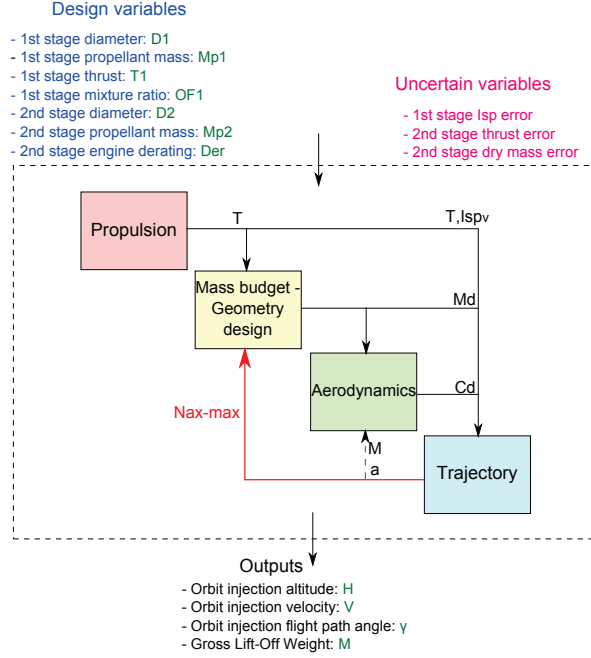 Design variables
- 1st stage diameter: D1
- 1st stage propellant mass: Mp1
- 1st stage thrust: T1
- 1st stage mixture ratio: OF1
- 2nd stage diameter: D2
- 2nd stage propellant mass: Mp2
- 2nd stage engine derating: Der
Uncertain variables
- 1st stage Isp error
- 2nd stage thrust error
- 2nd stage dry mass error
Propulsion
T
T,Ispv
Mass budget -
Geometry
design
Md
Aerodynamics
Cd
Nax-max
M
a
Trajectory
Outputs
- Orbit injection altitude: H
- Orbit injection velocity: V
- Orbit injection flight path angle: γ
- Gross Lift-Off Weight: M